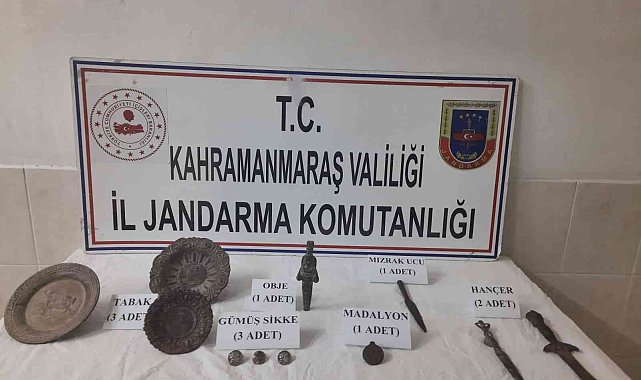 T.C.
KAHRAMANMARAŞ VALİLİĞİ
İL JANDARMA KOMUTANLIĞI
JANDARMA
TABAK
(3 ADET)
OBJE
(1 ADET)
GÜMÜŞ SİKKE
(3 ADET)
MIZRAK UCU
(1 ADET)
MADALYON
(1 ADET)
HANÇER
(2 ADET)